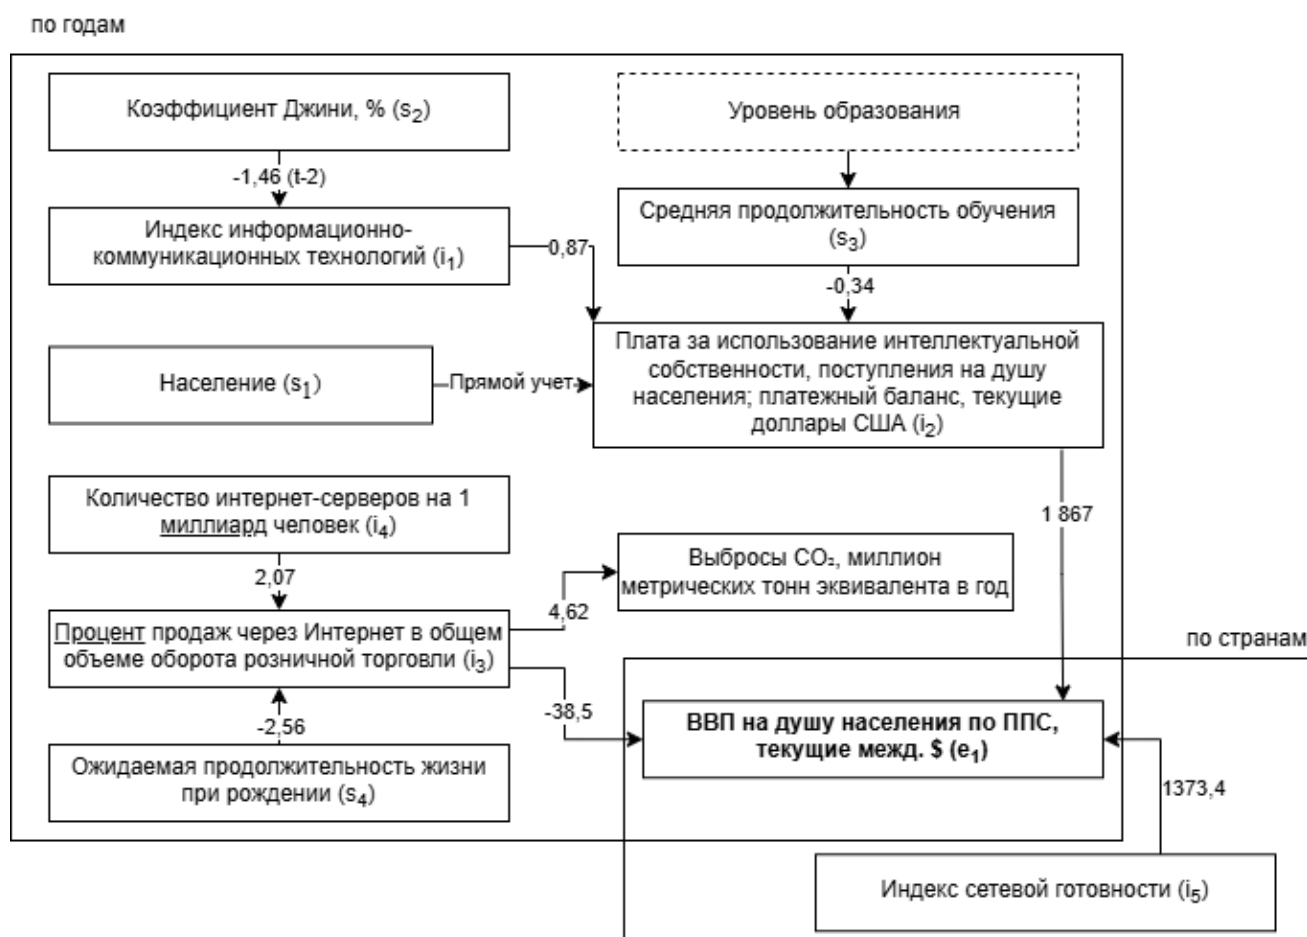 по годам
Коэффициент Джини, % (s₂)
Уровень образования
-1,46 (t-2)
Индекс информационно-
коммуникационных технологий (i₁)
0,87
Средняя продолжительность обучения
(s₃)
-0,34
Население (s₁)
Прямой учет
Плата за использование интеллектуальной
собственности, поступления на душу
населения; платежный баланс, текущие
доллары США (i₂)
Количество интернет-серверов на 1
миллиард человек (i₄)
1 867
2,07
Выбросы CO₂, миллион
метрических тонн эквивалента в год
4,62
Процент продаж через Интернет в общем
объеме оборота розничной торговли (i₃)
по странам
-38,5
-2,56
ВВП на душу населения по ППС,
текущие межд. $ (e₁)
Ожидаемая продолжительность жизни
при рождении (s₄)
1373,4
Индекс сетевой готовности (i₅)